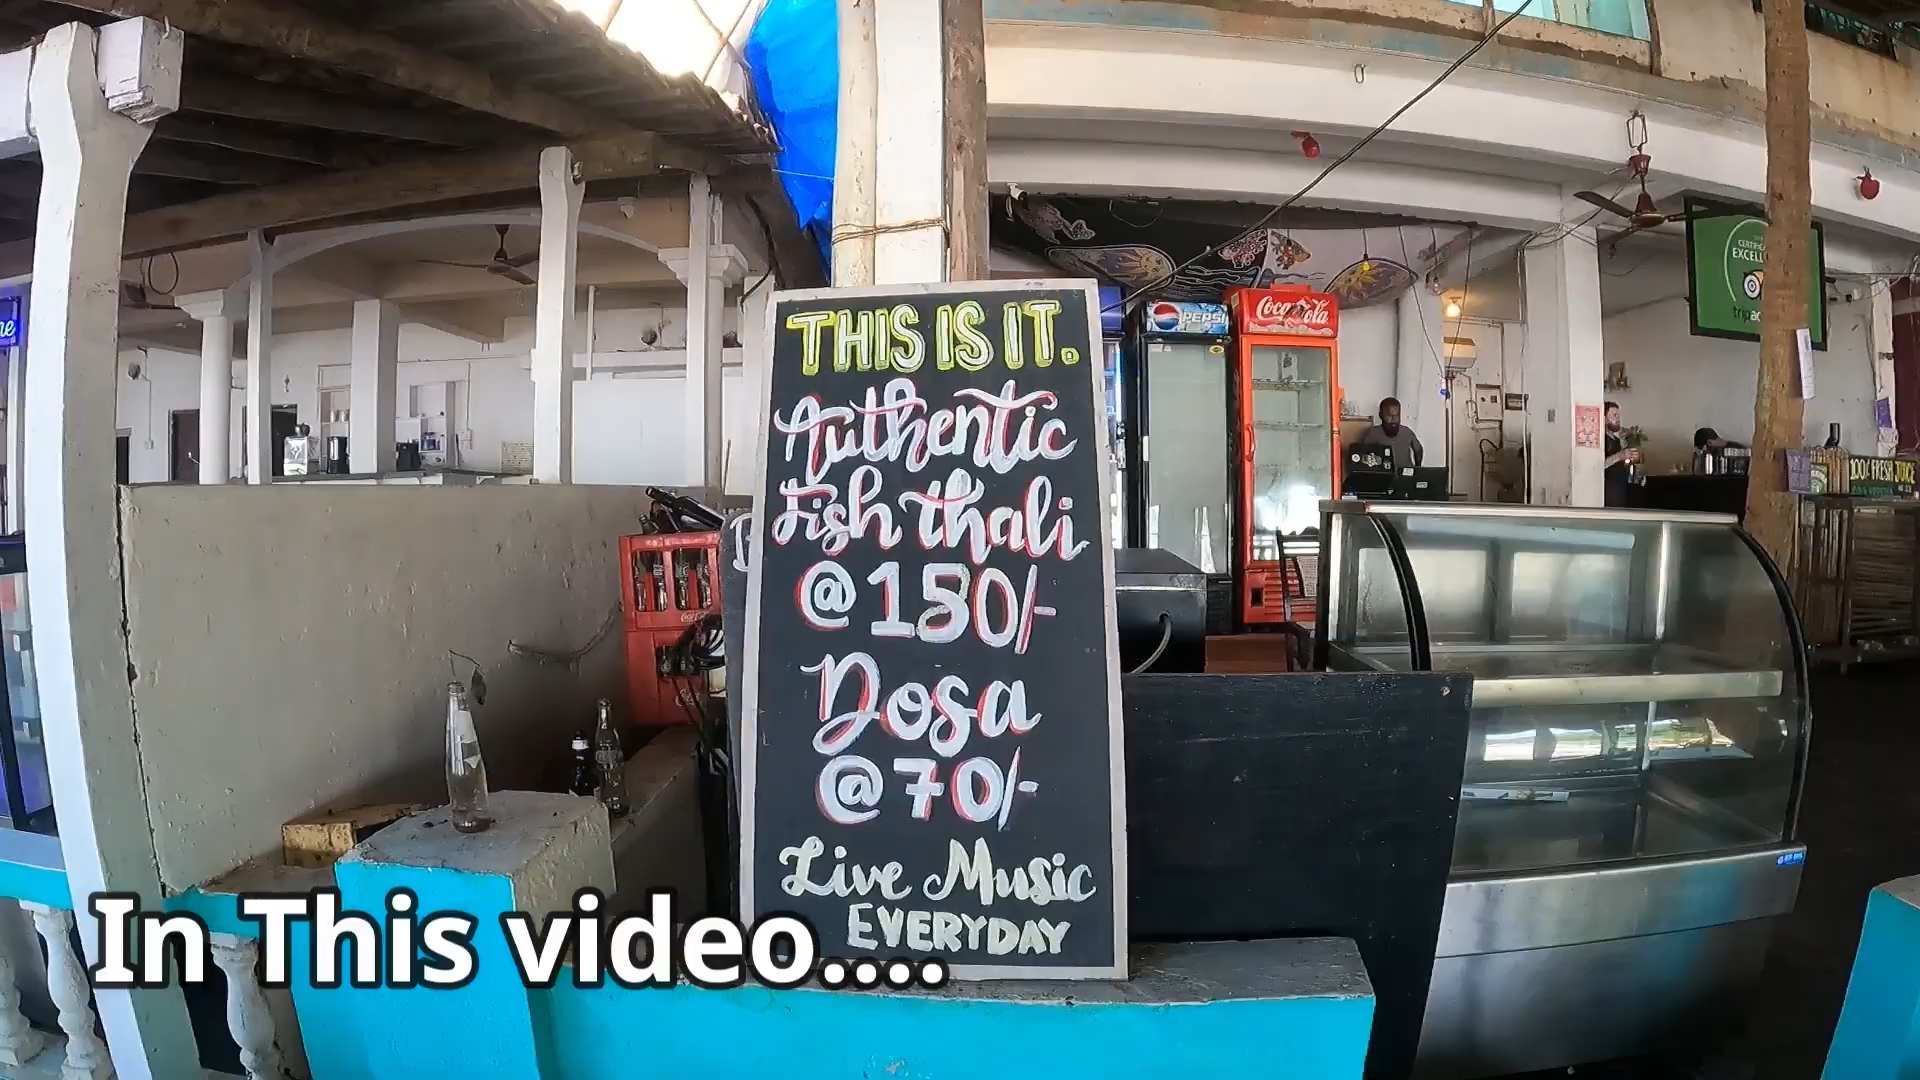 THIS IS IT.
Authentic
Fish thali
@150/-
Dosa
@70/-
Live Music
EVERYDAY
PEPSI
Coca-Cola
100% FRESH JUICE
In This video....